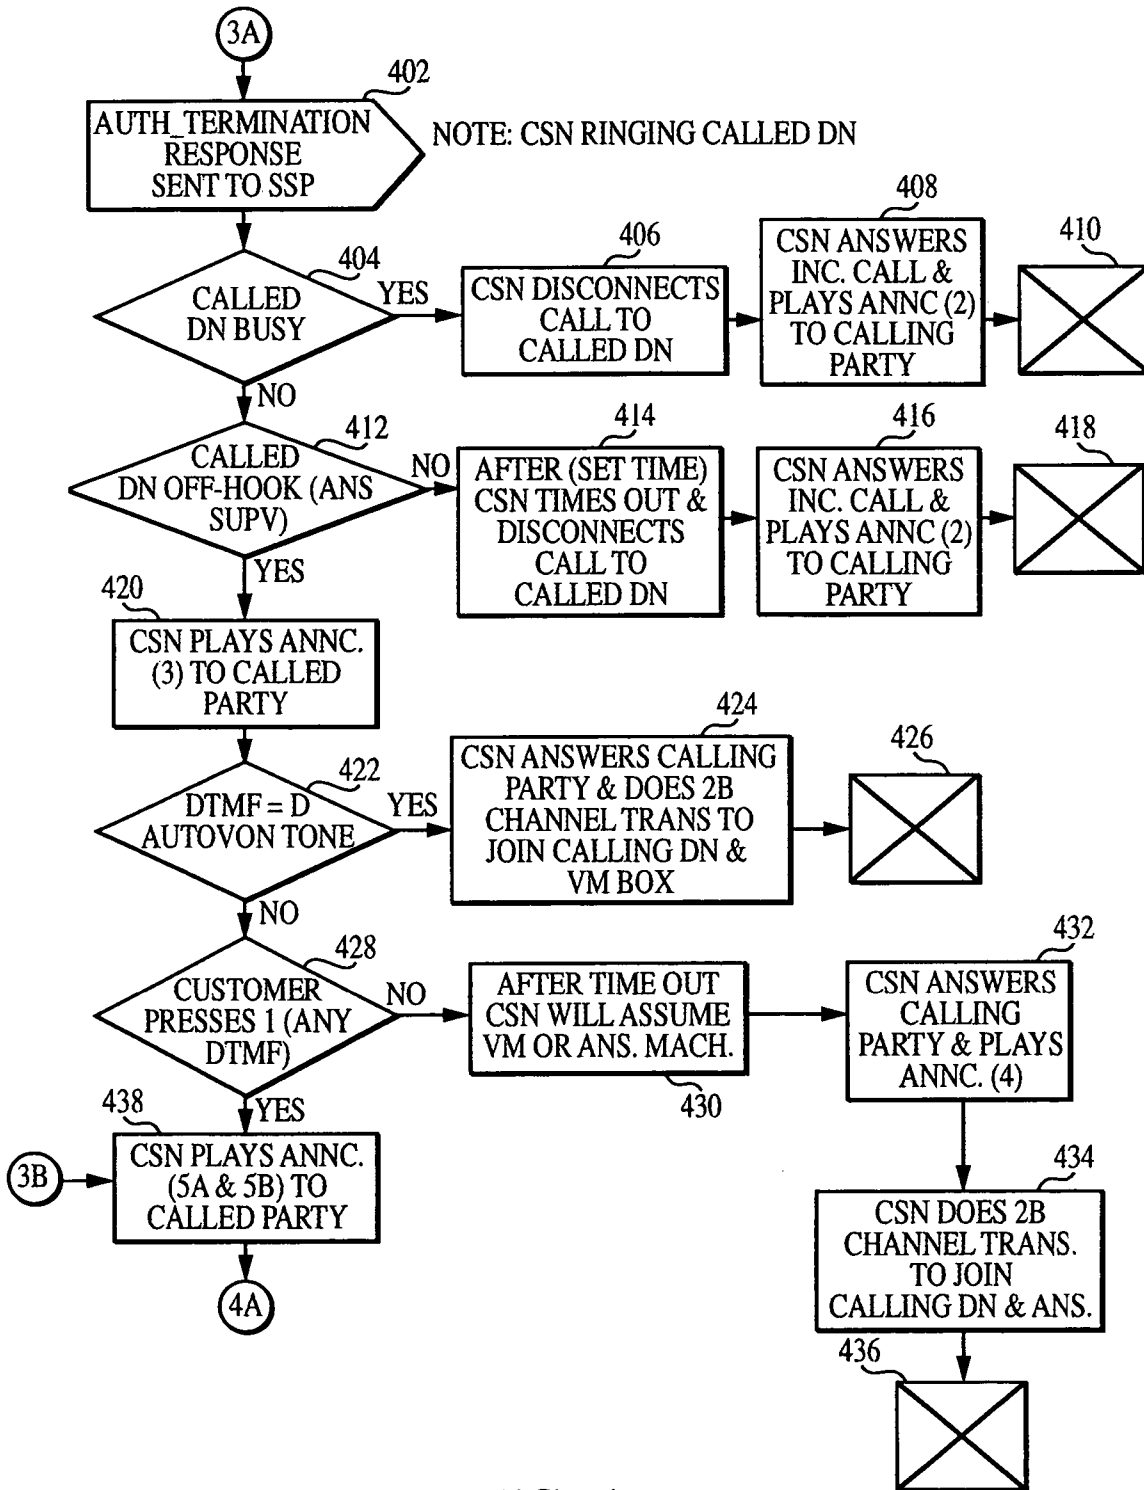 3A
402
AUTH_TERMINATION
RESPONSE
SENT TO SSP
NOTE: CSN RINGING CALLED DN
404
CALLED
DN BUSY
YES
NO
406
CSN DISCONNECTS
CALL TO
CALLED DN
408
CSN ANSWERS
INC. CALL &
PLAYS ANNC (2)
TO CALLING
PARTY
410
412
CALLED
DN OFF-HOOK (ANS
SUPV)
NO
YES
414
AFTER (SET TIME)
CSN TIMES OUT &
DISCONNECTS
CALL TO
CALLED DN
416
CSN ANSWERS
INC. CALL &
PLAYS ANNC (2)
TO CALLING
PARTY
418
420
CSN PLAYS ANNC.
(3) TO CALLED
PARTY
422
DTMF = D
AUTOVON TONE
YES
NO
424
CSN ANSWERS CALLING
PARTY & DOES 2B
CHANNEL TRANS TO
JOIN CALLING DN &
VM BOX
426
428
CUSTOMER
PRESSES 1 (ANY
DTMF)
NO
YES
AFTER TIME OUT
CSN WILL ASSUME
VM OR ANS. MACH.
430
432
CSN ANSWERS
CALLING
PARTY & PLAYS
ANNC. (4)
434
CSN DOES 2B
CHANNEL TRANS.
TO JOIN
CALLING DN & ANS.
436
438
3B
CSN PLAYS ANNC.
(5A & 5B) TO
CALLED PARTY
4A